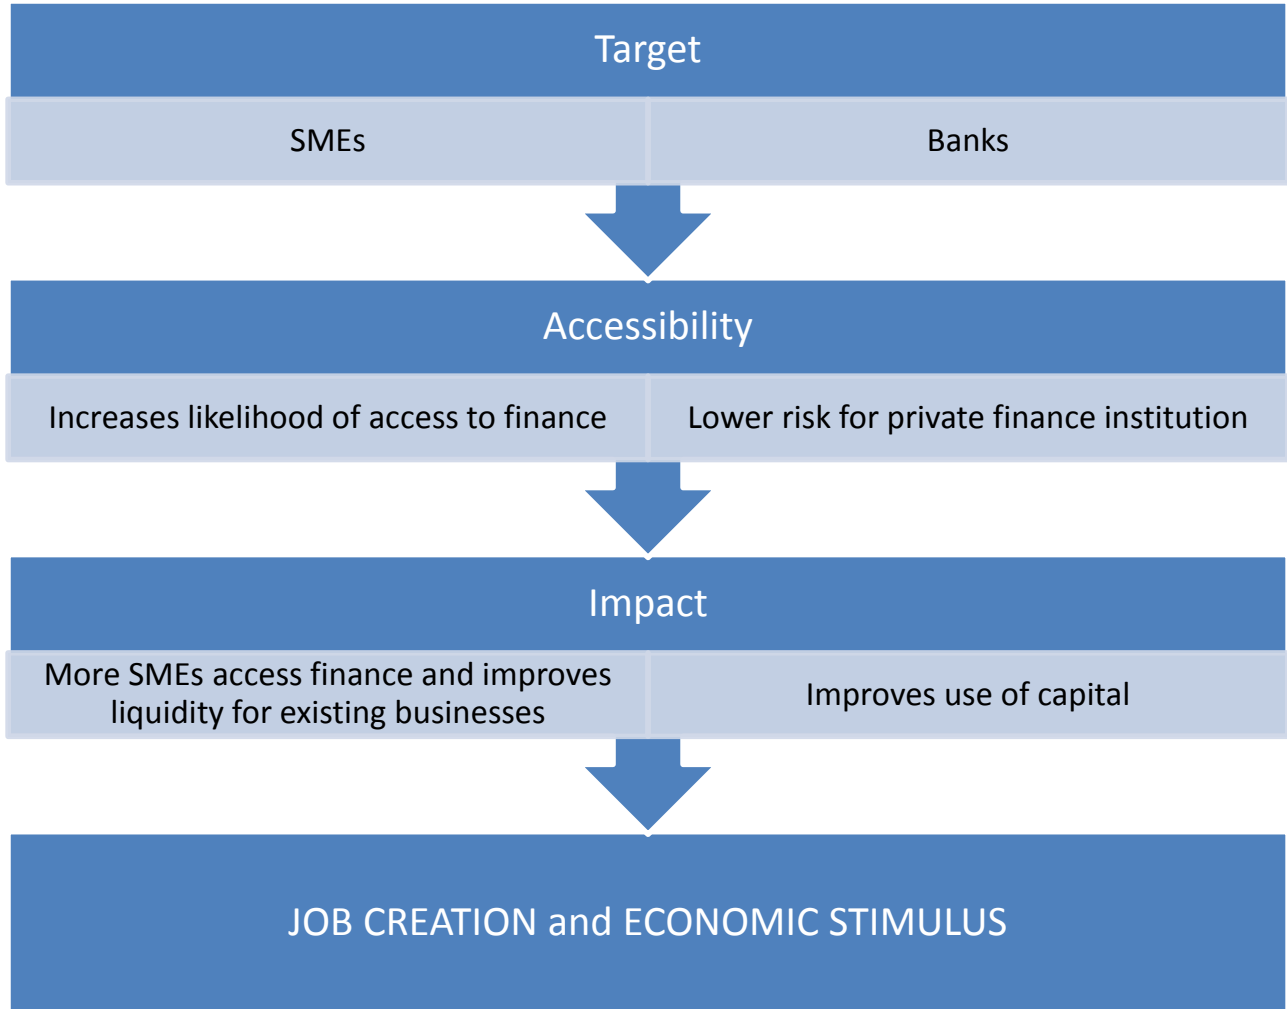 Target
SMEs
Banks
Accessibility
Increases likelihood of access to finance
Lower risk for private finance institution
Impact
More SMEs access finance and improves
liquidity for existing businesses
Improves use of capital
JOB CREATION and ECONOMIC STIMULUS